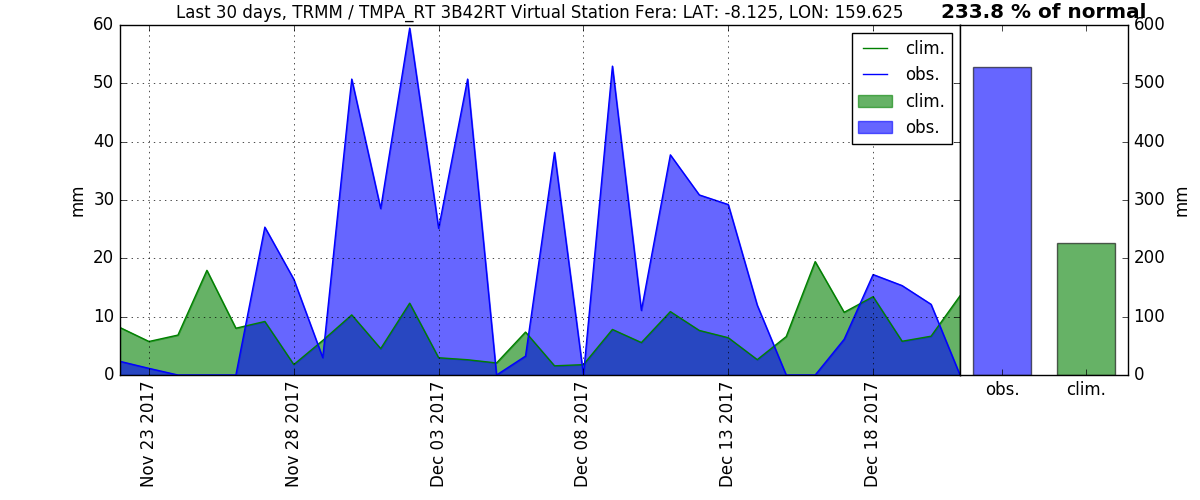 Last 30 days, TRMM / TMPA_RT 3B42RT Virtual Station Fera: LAT: -8.125, LON: 159.625
233.8 % of normal
60
50
40
30
20
10
0
mm
clim.
obs.
clim.
obs.
Nov 23 2017
Nov 28 2017
Dec 03 2017
Dec 08 2017
Dec 13 2017
Dec 18 2017
600
500
400
300
200
100
0
mm
obs.
clim.